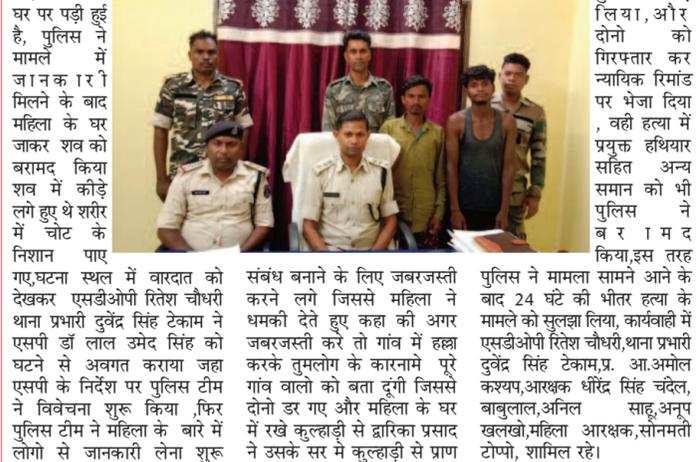 घर पर पड़ी हुई
है, पुलिस ने
मामले में
जानकारी
मिलने के बाद
महिला के घर
जाकर शव को
बरामद किया
शव में कीड़े
लगे हुए थे शरीर
में चोट के
निशान पाए
गए,घटना स्थल में वारदात को
देखकर एसडीओपी रितेश चौधरी
थाना प्रभारी दुवेंद्र सिंह टेकाम ने
एसपी डॉ लाल उमेद सिंह को
घटने से अवगत कराया जहा
एसपी के निर्देश पर पुलिस टीम
ने विवेचना शुरू किया ,फिर
पुलिस टीम ने महिला के बारे में
लोगो से जानकारी लेना शुरू
संबंध बनाने के लिए जबरजस्ती
करने लगे जिससे महिला ने
धमकी देते हुए कहा की अगर
जबरजस्ती करे तो गांव में हल्ला
करके तुमलोग के कारनामे पूरे
गांव वालो को बता दूंगी जिससे
दोनो डर गए और महिला के घर
में रखे कुल्हाड़ी से द्वारिका प्रसाद
ने उसके सर मे कुल्हाड़ी से प्राण
लिया,और
दोनो को
गिरफ्तार कर
न्यायिक रिमांड
पर भेजा दिया
, वही हत्या में
प्रयुक्त हथियार
सहित अन्य
समान को भी
पुलिस ने
बरामद
किया,इस तरह
पुलिस ने मामला सामने आने के
बाद 24 घंटे की भीतर हत्या के
मामले को सुलझा लिया, कार्यवाही में
एसडीओपी रितेश चौधरी,थाना प्रभारी
दुवेंद्र सिंह टेकाम,प्र. आ.अमोल
कश्यप,आरक्षक धीरेंद्र सिंह चंदेल,
बाबुलाल,अनिल साहू,अनूप
खलखो,महिला आरक्षक,सोनमती
टोप्पो, शामिल रहे।